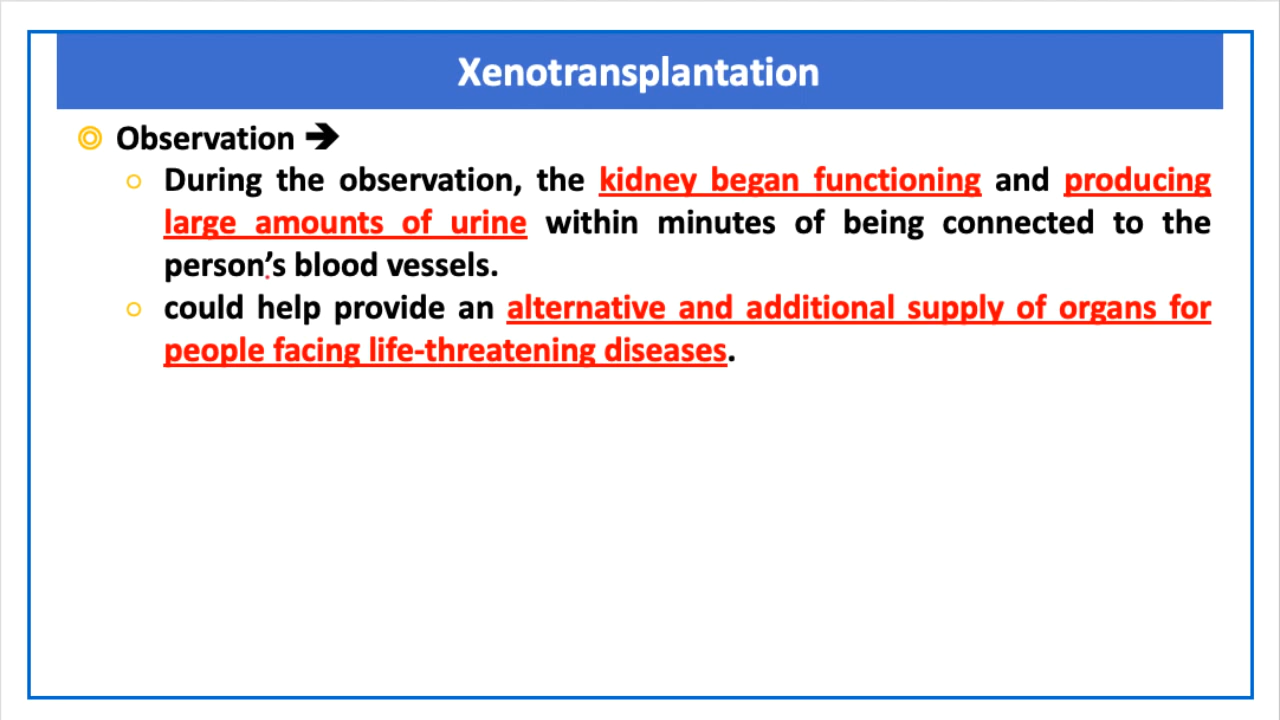 Xenotransplantation
Observation ➔
During the observation, the kidney began functioning and producing
large amounts of urine within minutes of being connected to the
person’s blood vessels.
could help provide an alternative and additional supply of organs for
people facing life-threatening diseases.